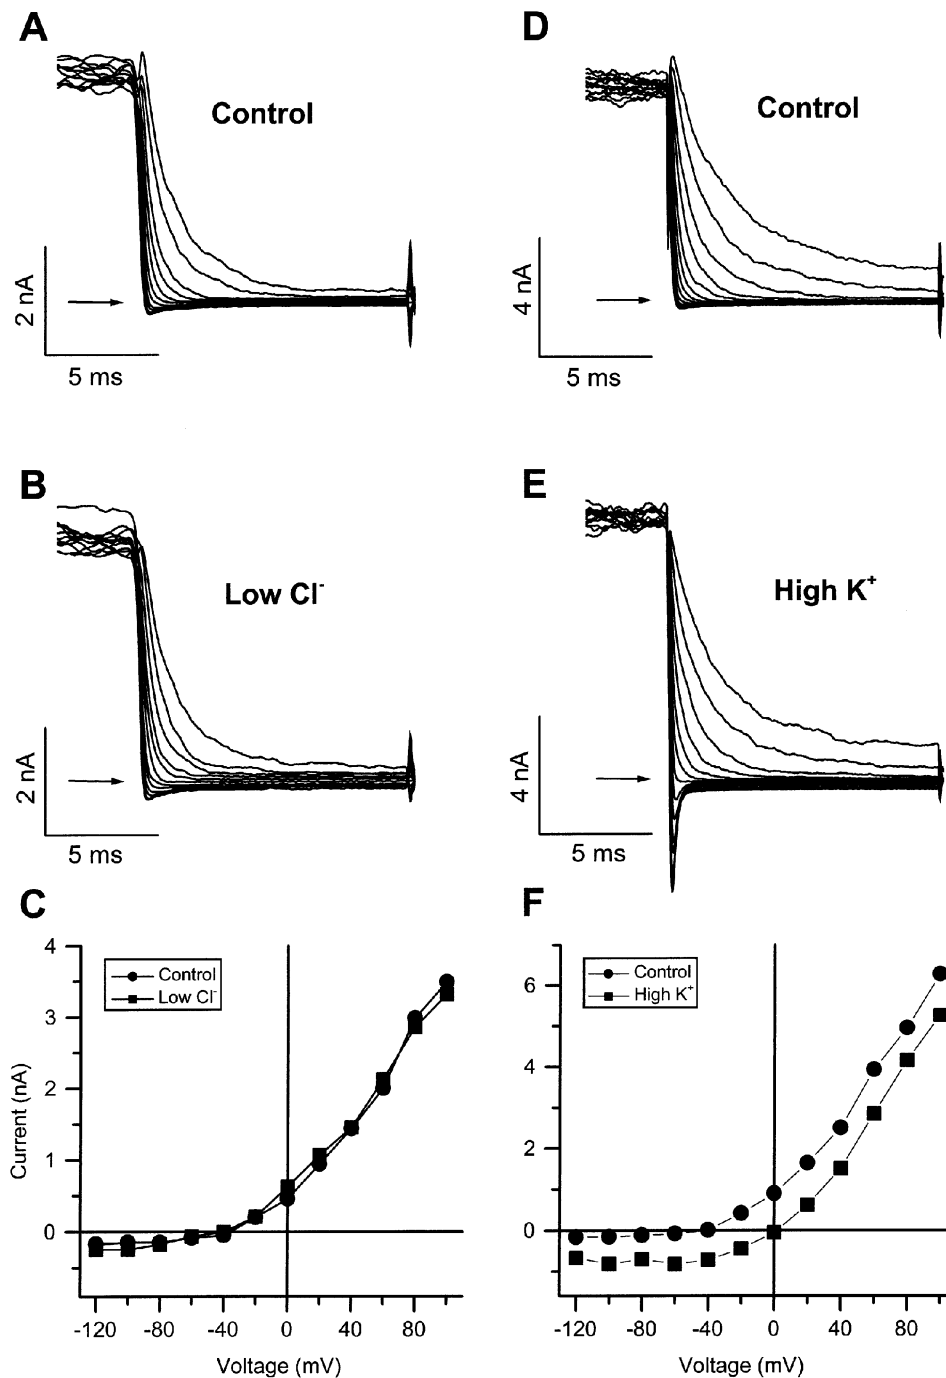 A
Control
2 nA
5 ms
D
Control
4 nA
5 ms
B
Low Cl⁻
2 nA
5 ms
E
High K⁺
4 nA
5 ms
C
Control
Low Cl⁻
Current (nA)
4
3
2
1
0
-120
-80
-40
0
40
80
Voltage (mV)
F
Control
High K⁺
6
4
2
0
-120
-80
-40
0
40
80
Voltage (mV)